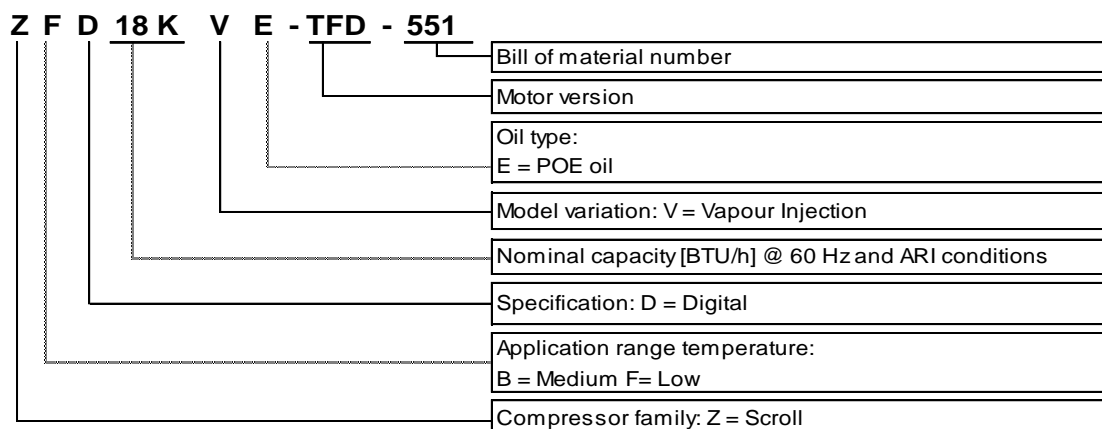 Z F D 18 K V E - TFD - 551
Bill of material number
Motor version
Oil type:
E = POE oil
Model variation: V = Vapour Injection
Nominal capacity [BTU/h] @ 60 Hz and ARI conditions
Specification: D = Digital
Application range temperature:
B = Medium F= Low
Compressor family: Z = Scroll